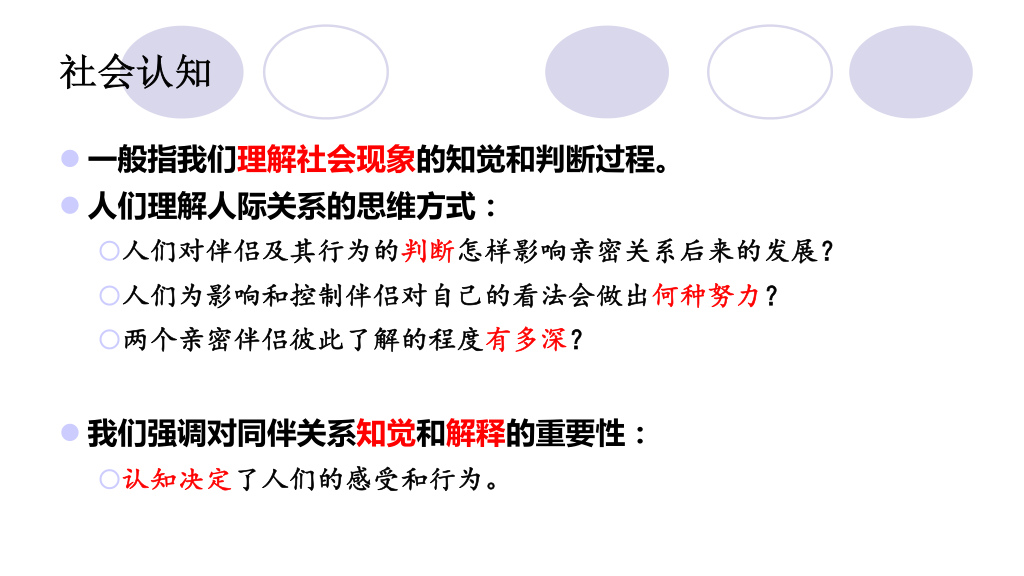 社会认知
一般指我们理解社会现象的知觉和判断过程。
人们理解人际关系的思维方式：
人们对伴侣及其行为的判断怎样影响亲密关系后来的发展？
人们为影响和控制伴侣对自己的看法会做出何种努力？
两个亲密伴侣彼此了解的程度有多深？
我们强调对同伴关系知觉和解释的重要性：
认知决定了人们的感受和行为。